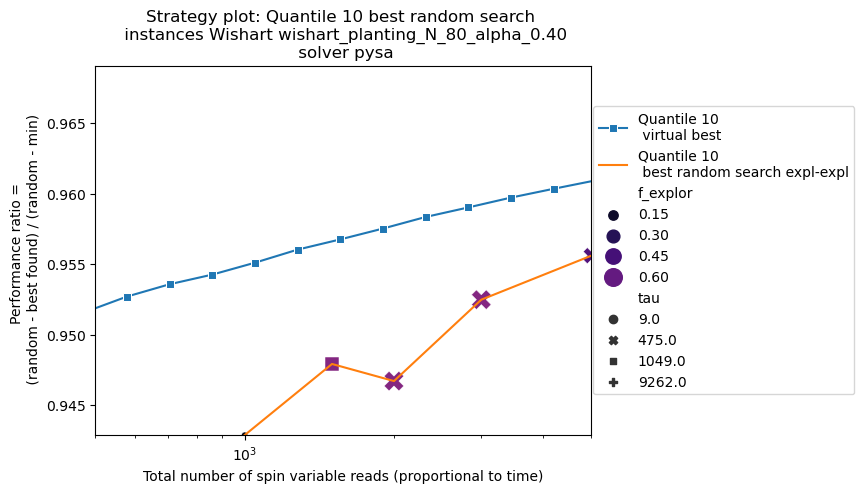 Strategy plot: Quantile 10 best random search
instances Wishart wishart_planting_N_80_alpha_0.40
solver pysa
Performance ratio =
(random - best found) / (random - min)
0.965
0.960
0.955
0.950
0.945
10^3
Total number of spin variable reads (proportional to time)
Quantile 10
virtual best
Quantile 10
best random search expl-expl
f_explor
0.15
0.30
0.45
0.60
tau
9.0
475.0
1049.0
9262.0